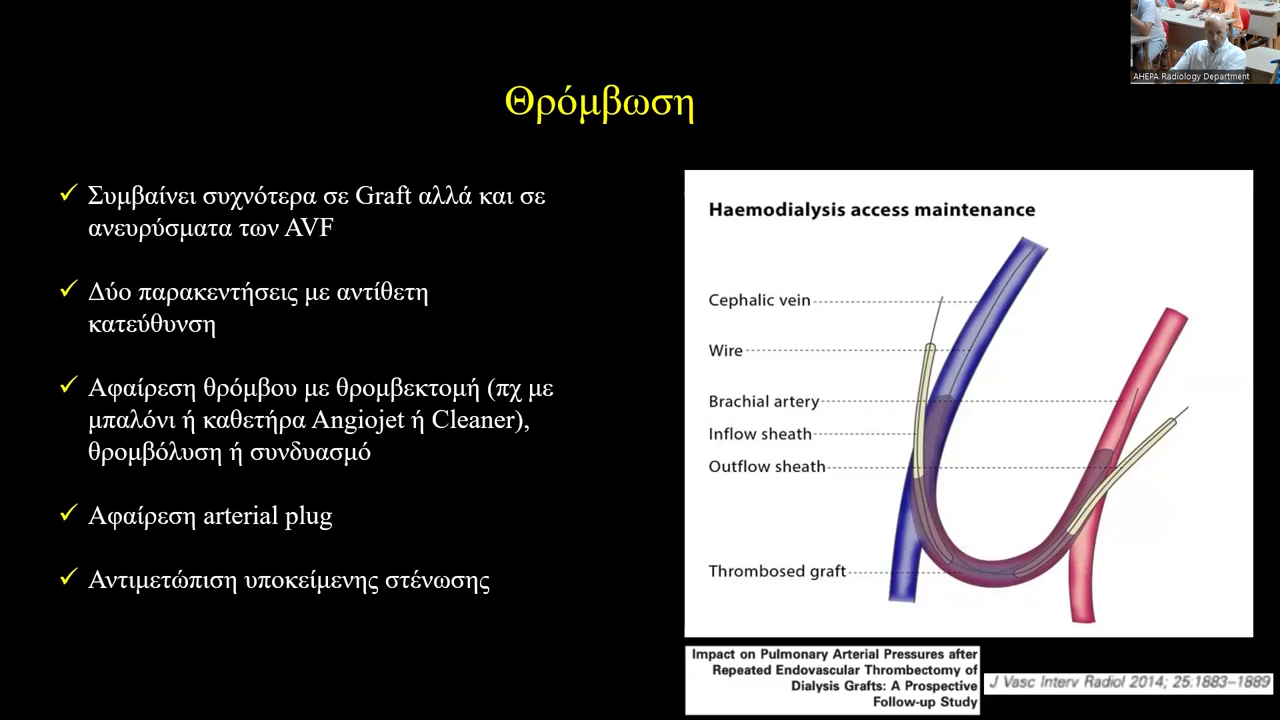 AHEPA Radiology Department
Θρόμβωση
Συμβαίνει συχνότερα σε Graft αλλά και σε
ανευρύσματα των AVF
Δύο παρακεντήσεις με αντίθετη
κατεύθυνση
Αφαίρεση θρόμβου με θρομβεκτομή (πχ με
μπαλόνι ή καθετήρα Angiojet ή Cleaner),
θρομβόλυση ή συνδυασμό
Αφαίρεση arterial plug
Αντιμετώπιση υποκείμενης στένωσης
Haemodialysis access maintenance
Cephalic vein
Wire
Brachial artery
Inflow sheath
Outflow sheath
Thrombosed graft
Impact on Pulmonary Arterial Pressures after
Repeated Endovascular Thrombectomy of
Dialysis Grafts: A Prospective
Follow-up Study
J Vasc Interv Radiol 2014; 25:1883–1889